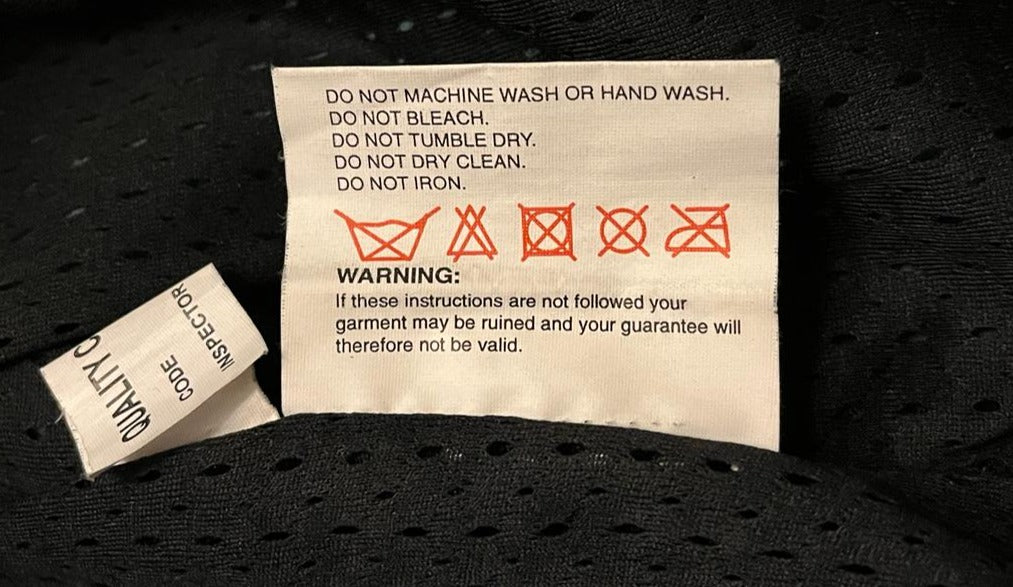 DO NOT MACHINE WASH OR HAND WASH.
DO NOT BLEACH.
DO NOT TUMBLE DRY.
DO NOT DRY CLEAN.
DO NOT IRON.
WARNING:
If these instructions are not followed your
garment may be ruined and your guarantee will
therefore not be valid.
QUALITY C
CODE
INSPECTOR